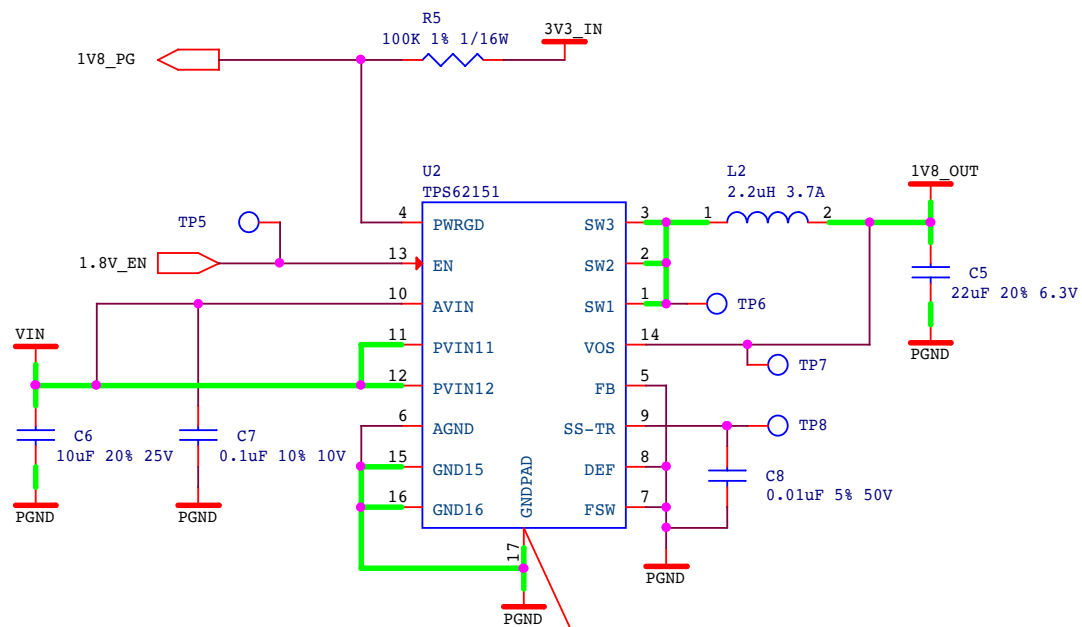 R5
100K 1% 1/16W
3V3_IN
1V8_PG
U2
TPS62151
L2
2.2uH 3.7A
1V8_OUT
TP5
4
PWRGD
SW3
3
1
2
13
EN
SW2
2
1.8V_EN
C5
22uF 20% 6.3V
10
AVIN
SW1
1
TP6
VIN
11
PVIN11
VOS
14
PGND
TP7
12
PVIN12
FB
5
6
AGND
SS-TR
9
TP8
C6
10uF 20% 25V
C7
0.1uF 10% 10V
15
GND15
DEF
8
C8
0.01uF 5% 50V
16
GND16
GNDPAD
FSW
7
PGND
PGND
17
PGND
PGND